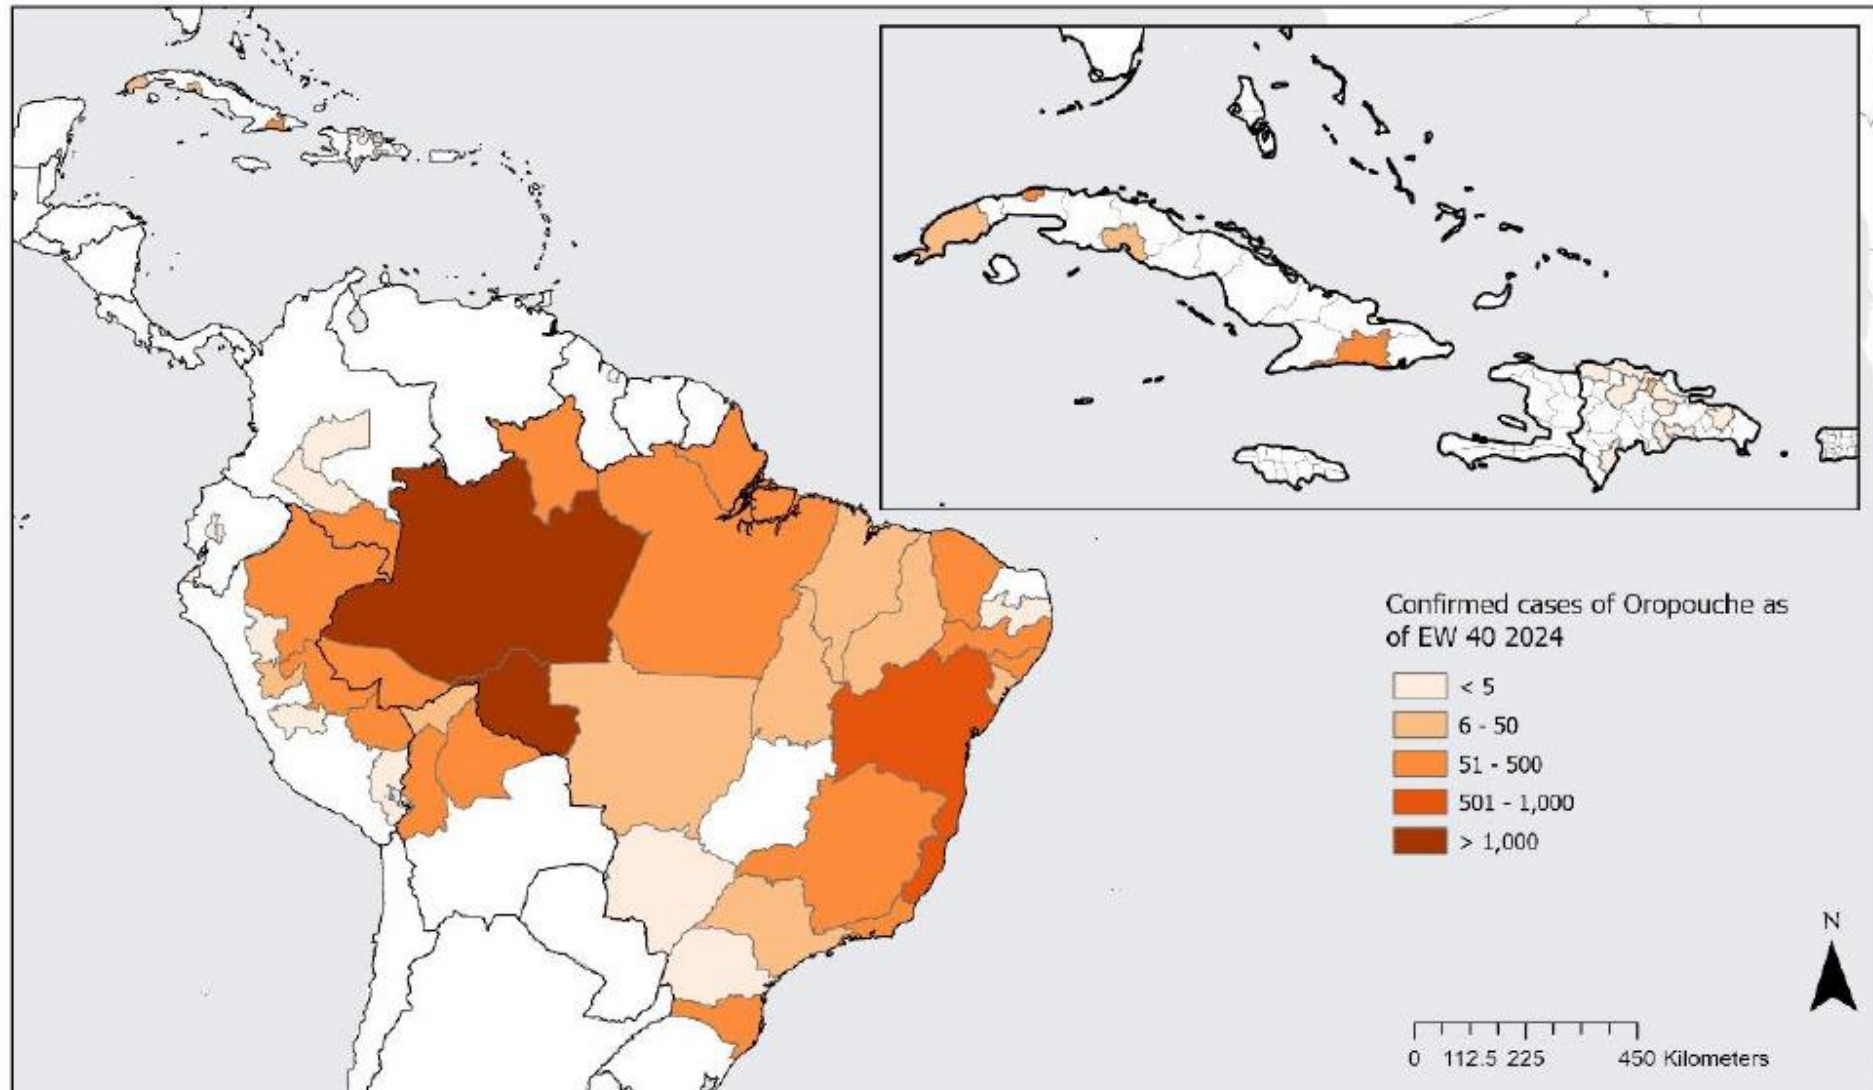 Confirmed cases of Oropouche as
of EW 40 2024
< 5
6 - 50
51 - 500
501 - 1,000
> 1,000
N
0 112.5 225 450 Kilometers